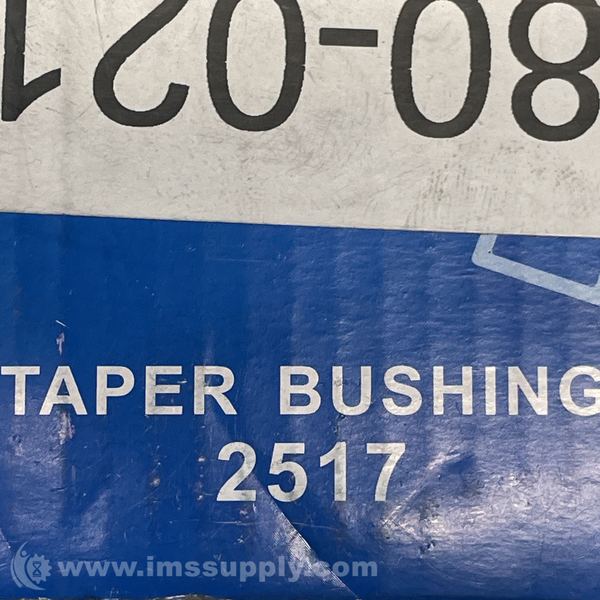 80-021
TAPER BUSHING
2517
www.imssupply.com